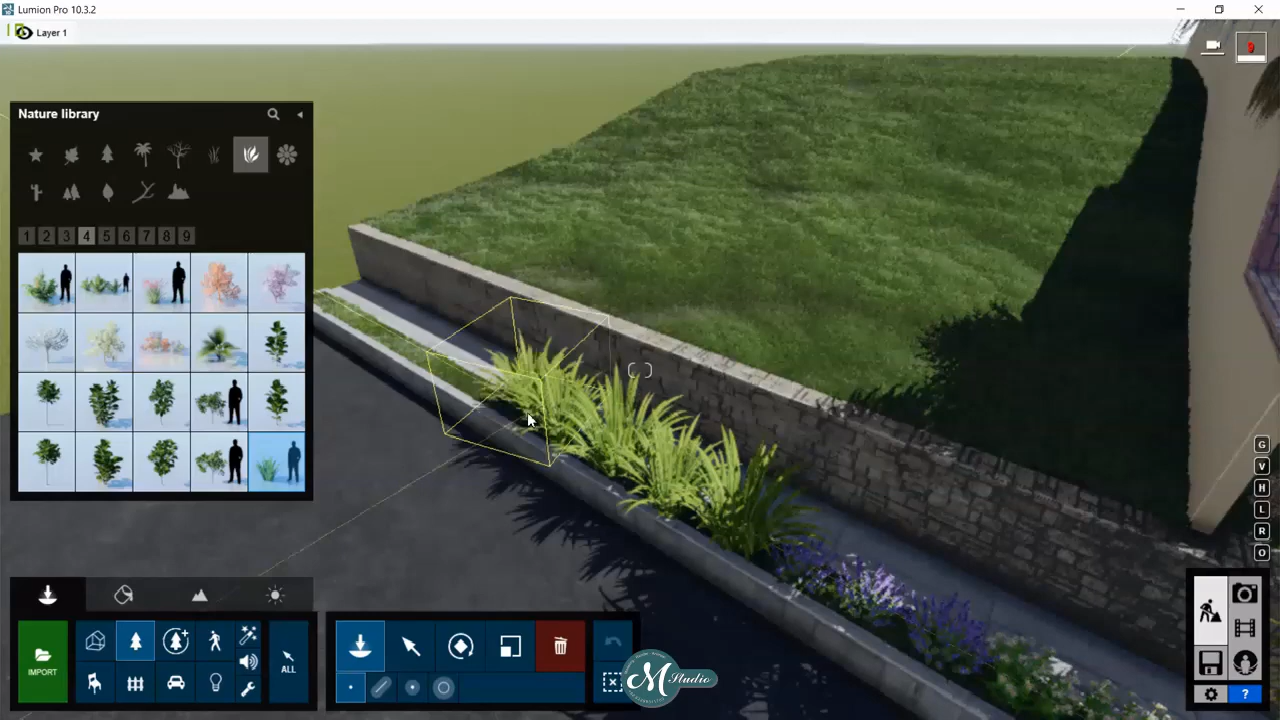 Lumion Pro 10.3.2
Layer 1
9
Nature library
1 2 3 4 5 6 7 8 9
G
V
H
L
R
O
IMPORT
ALL
M Studio
?